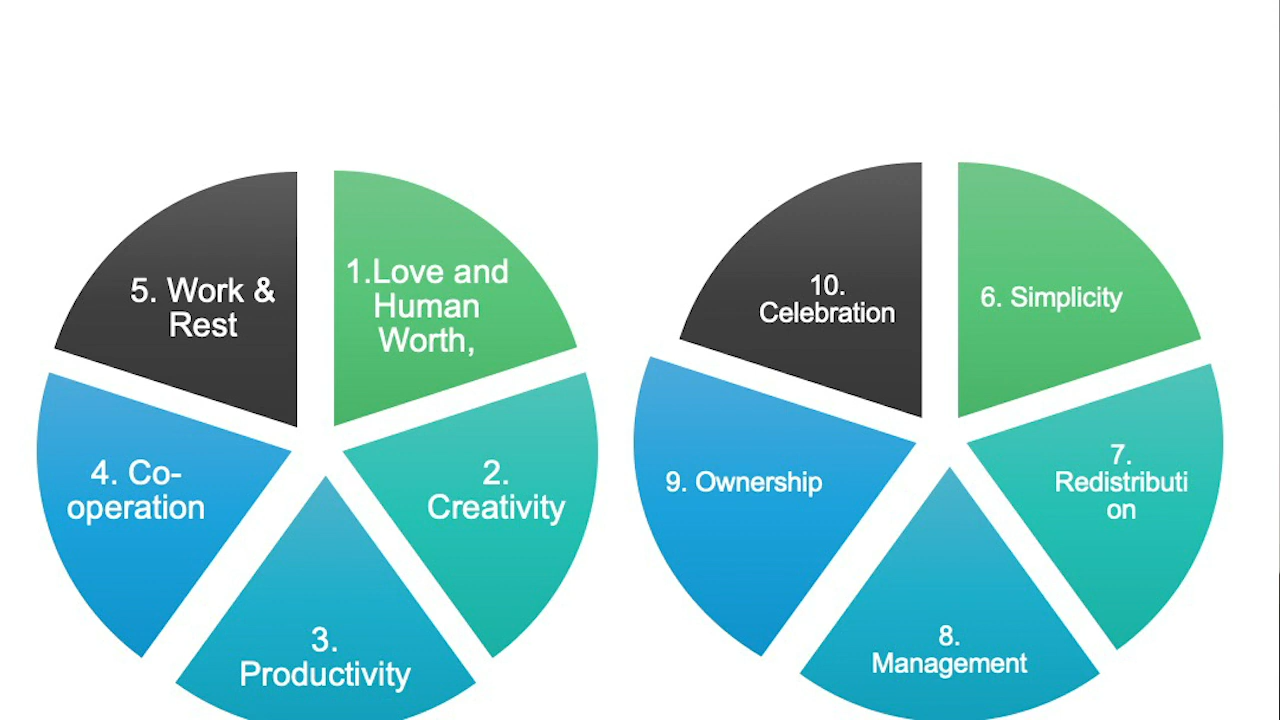 1.Love and
Human
Worth,
2.
Creativity
3.
Productivity
4. Co-
operation
5. Work &
Rest
6. Simplicity
7.
Redistributi
on
8.
Management
9. Ownership
10.
Celebration